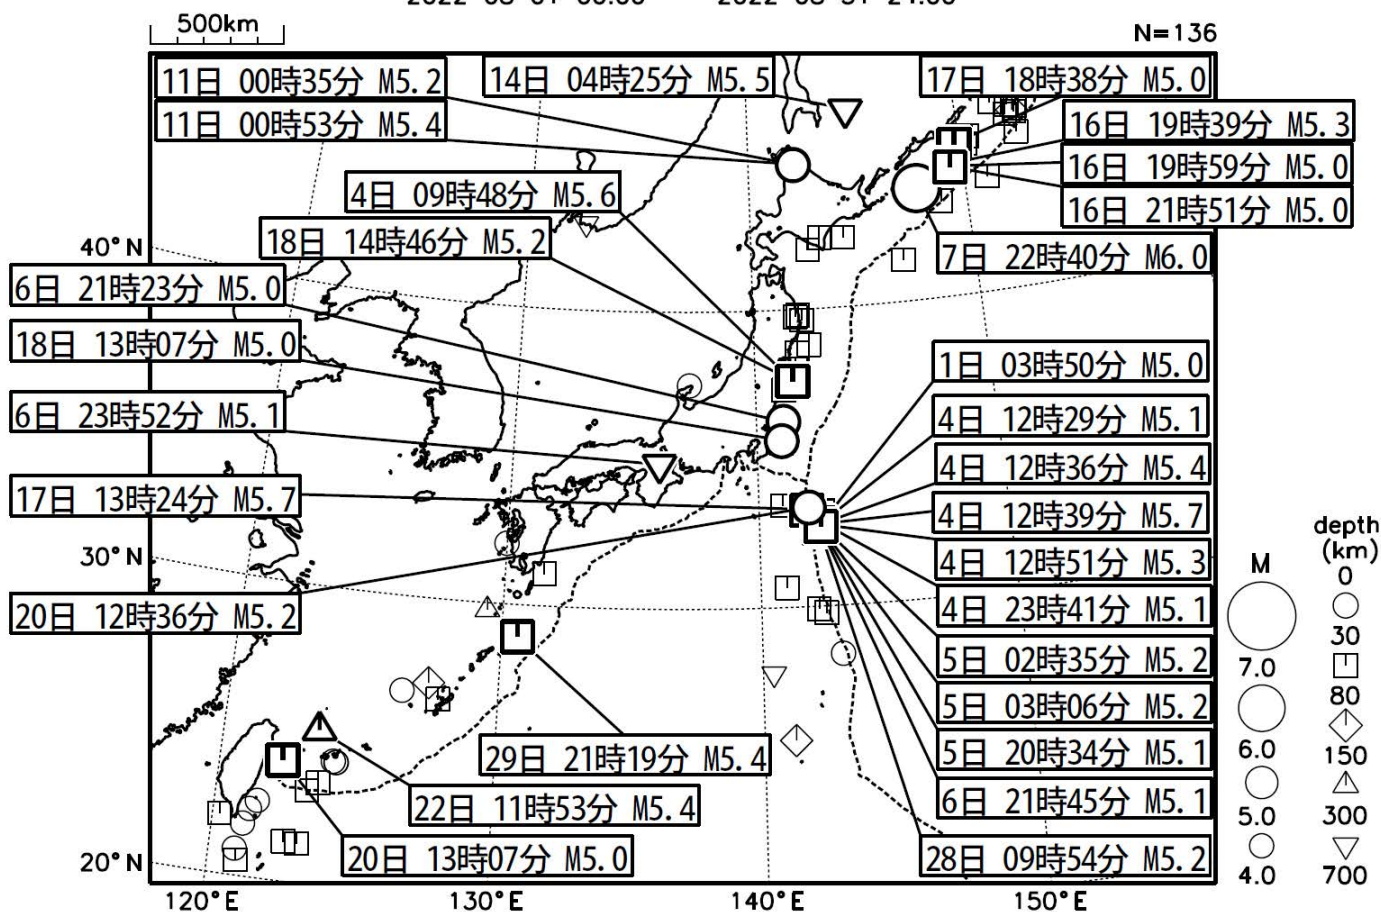 500km
N=136
11日 00時35分 M5.2
14日 04時25分 M5.5
17日 18時38分 M5.0
11日 00時53分 M5.4
16日 19時39分 M5.3
16日 19時59分 M5.0
4日 09時48分 M5.6
16日 21時51分 M5.0
18日 14時46分 M5.2
40°N
7日 22時40分 M6.0
6日 21時23分 M5.0
18日 13時07分 M5.0
1日 03時50分 M5.0
6日 23時52分 M5.1
4日 12時29分 M5.1
4日 12時36分 M5.4
17日 13時24分 M5.7
4日 12時39分 M5.7
30°N
4日 12時51分 M5.3
20日 12時36分 M5.2
4日 23時41分 M5.1
5日 02時35分 M5.2
5日 03時06分 M5.2
29日 21時19分 M5.4
5日 20時34分 M5.1
22日 11時53分 M5.4
6日 21時45分 M5.1
20日 13時07分 M5.0
28日 09時54分 M5.2
20°N
120°E
130°E
140°E
150°E
M
7.0
6.0
5.0
4.0
depth
(km)
0
30
80
150
300
700